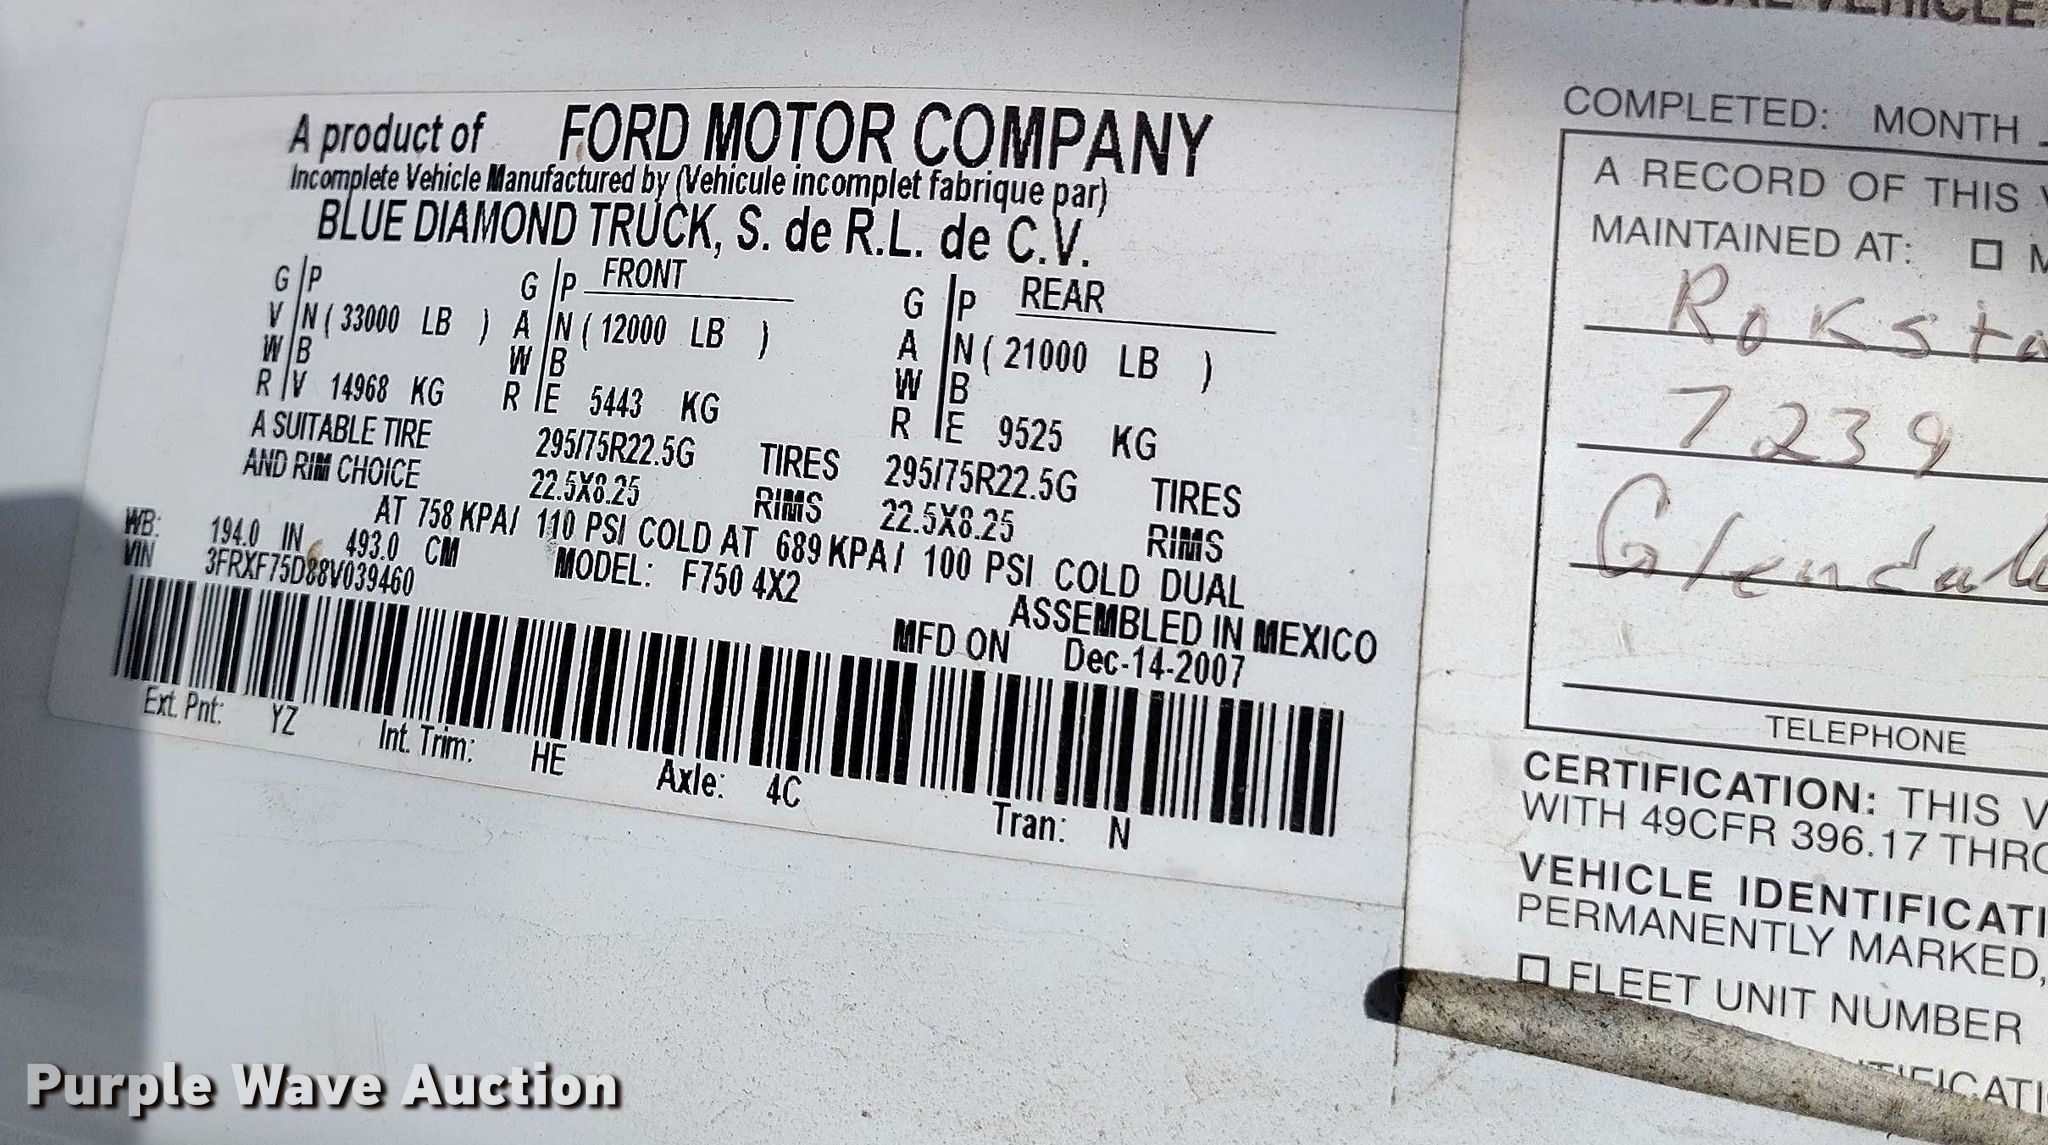 A product of FORD MOTOR COMPANY
Incomplete Vehicle Manufactured by (Vehicule incomplet fabrique par)
BLUE DIAMOND TRUCK, S. de R.L. de C.V.
G P G P FRONT G P REAR
V N ( 33000 LB ) A N ( 12000 LB ) A N ( 21000 LB )
W B W B W B
R V 14968 KG R E 5443 KG R E 9525 KG
A SUITABLE TIRE 295/75R22.5G TIRES 295/75R22.5G TIRES
AND RIM CHOICE 22.5X8.25 RIMS 22.5X8.25 RIMS
AT 758 KPA/ 110 PSI COLD AT 689 KPA/ 100 PSI COLD DUAL
WB: 194.0 IN 493.0 CM MODEL: F750 4X2 ASSEMBLED IN MEXICO
VIN 3FRXF75D88V039460 MFD ON Dec-14-2007
Ext. Pnt: YZ Int. Trim: HE Axle: 4C Tran: N
VEHICLE
COMPLETED: MONTH
A RECORD OF THIS
MAINTAINED AT: M
Roksta
7239
Glendale
TELEPHONE
CERTIFICATION: THIS V
WITH 49CFR 396.17 THRO
VEHICLE IDENTIFICATI
PERMANENTLY MARKED,
FLEET UNIT NUMBER
TIFICATI
Purple Wave Auction